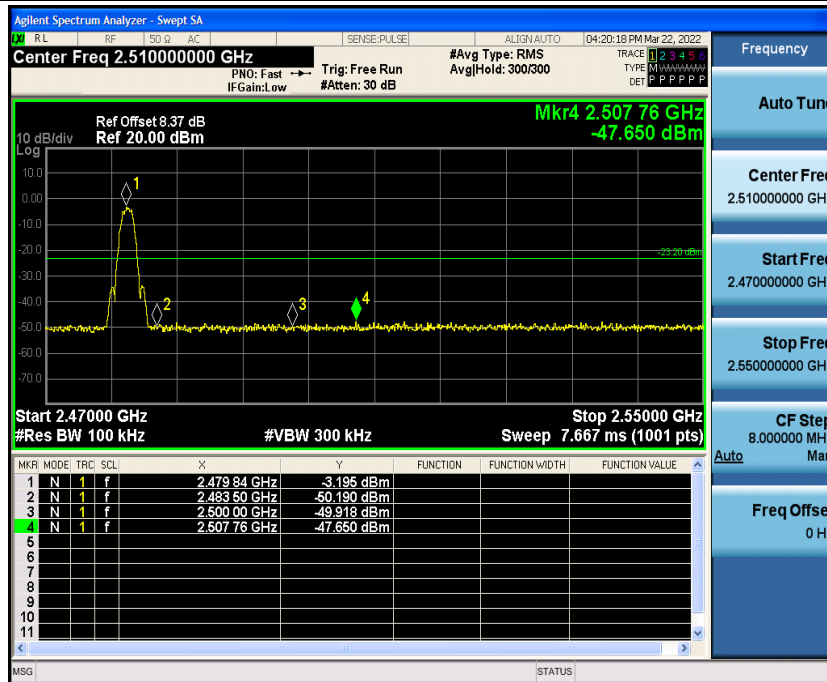 Agilent Spectrum Analyzer - Swept SA
LXI RL RF 50 Ω AC SENSE:PULSE ALIGN AUTO 04:20:18 PM Mar 22, 2022
Center Freq 2.510000000 GHz
PNO: Fast
IFGain:Low
Trig: Free Run
#Atten: 30 dB
#Avg Type: RMS
Avg|Hold: 300/300
TRACE 1 2 3 4 5 6
TYPE MWWWWW
DET P P P P P P
Ref Offset 8.37 dB
Ref 20.00 dBm
10 dB/div
Log
Mkr4 2.507 76 GHz
-47.650 dBm
10.0
0.00
-10.0
-20.0
-30.0
-40.0
-50.0
-60.0
-70.0
1
2
3
4
-23.20 dBm
Start 2.47000 GHz
Stop 2.55000 GHz
#Res BW 100 kHz
#VBW 300 kHz
Sweep 7.667 ms (1001 pts)
MKR MODE TRC SCL X Y FUNCTION FUNCTION WIDTH FUNCTION VALUE
1 N 1 f 2.479 84 GHz -3.195 dBm
2 N 1 f 2.483 50 GHz -50.190 dBm
3 N 1 f 2.500 00 GHz -49.918 dBm
4 N 1 f 2.507 76 GHz -47.650 dBm
5
6
7
8
9
10
11
MSG
STATUS
Frequency
Auto Tun
Center Fre
2.510000000 GH
Start Fre
2.470000000 GH
Stop Fre
2.550000000 GH
CF Step
8.000000 MH
Auto Ma
Freq Offse
0 H